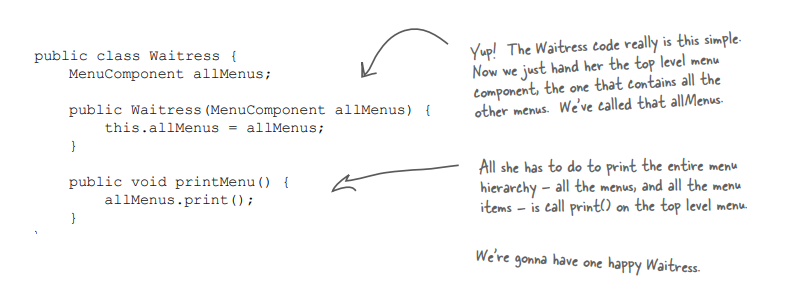 public class Waitress {
MenuComponent allMenus;
public Waitress(MenuComponent allMenus) {
this.allMenus = allMenus;
}
public void printMenu() {
allMenus.print();
}
Yup! The Waitress code really is this simple.
Now we just hand her the top level menu
component, the one that contains all the
other menus. We've called that allMenus.
All she has to do to print the entire menu
hierarchy – all the menus, and all the menu
items – is call print() on the top level menu.
We're gonna have one happy Waitress.